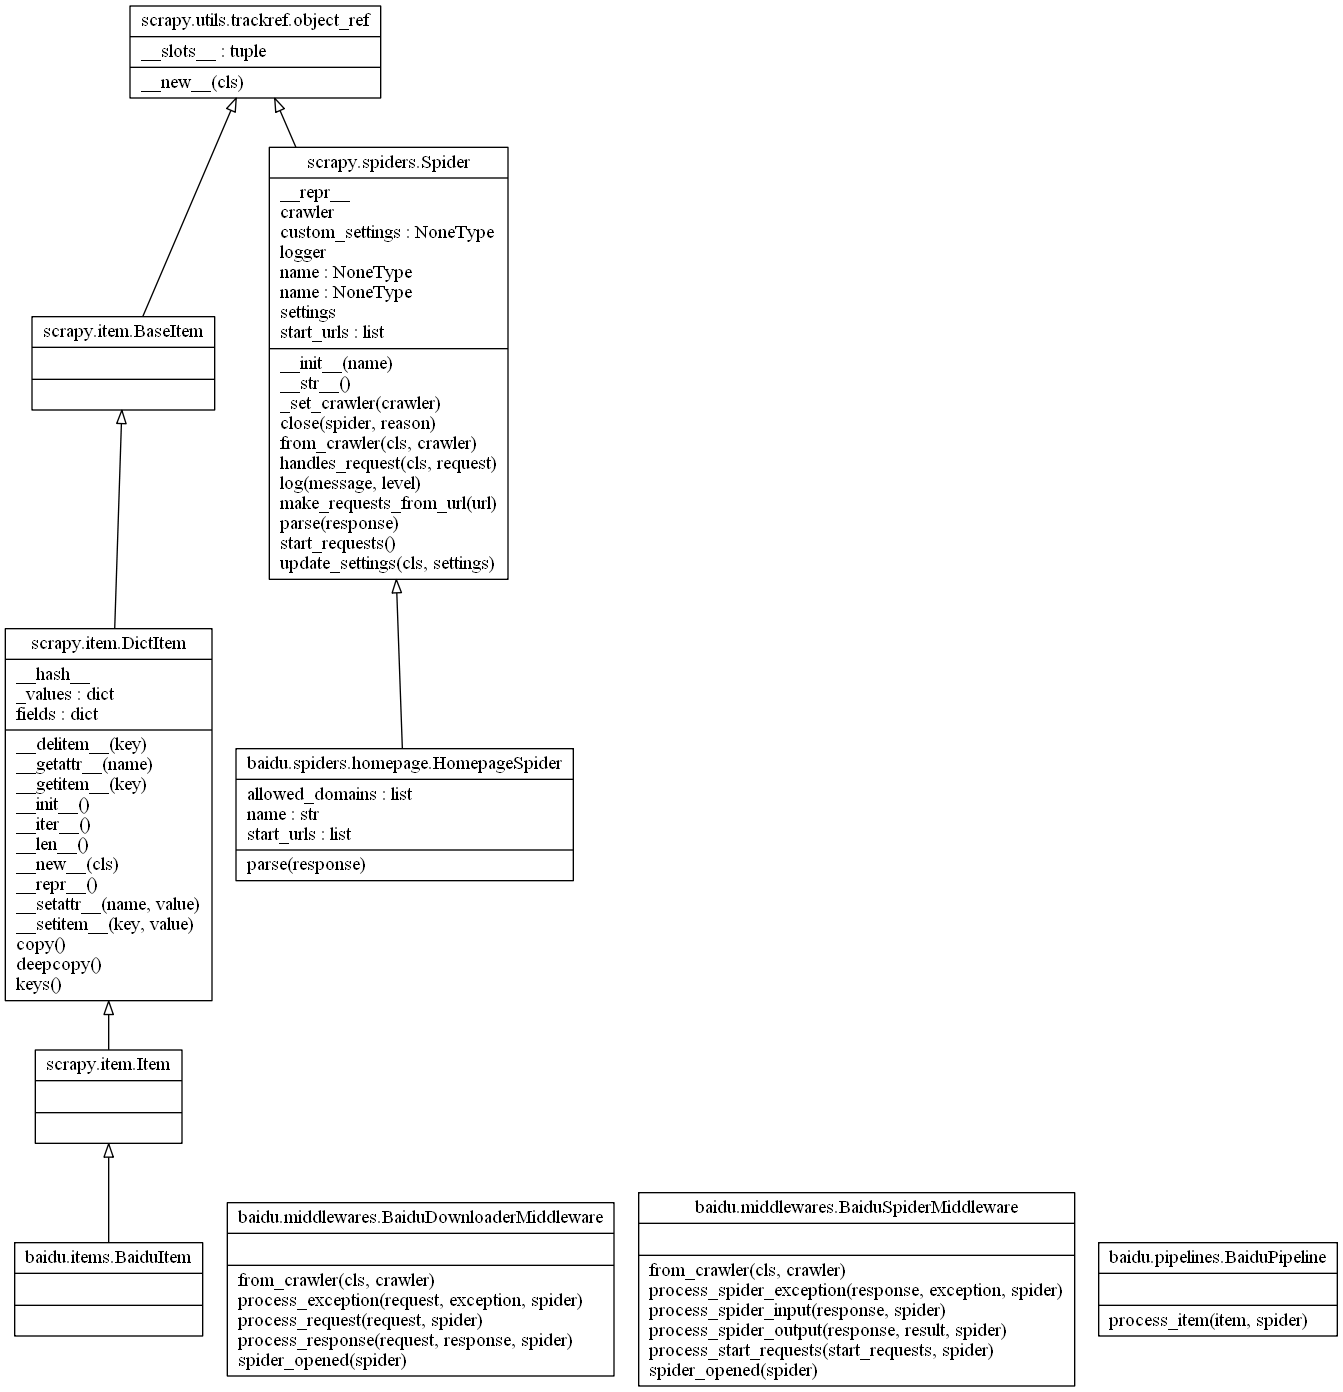 scrapy.utils.trackref.object_ref
__slots__ : tuple
__new__(cls)
scrapy.spiders.Spider
__repr__
crawler
custom_settings : NoneType
logger
name : NoneType
name : NoneType
settings
start_urls : list
__init__(name)
__str__()
_set_crawler(crawler)
close(spider, reason)
from_crawler(cls, crawler)
handles_request(cls, request)
log(message, level)
make_requests_from_url(url)
parse(response)
start_requests()
update_settings(cls, settings)
scrapy.item.BaseItem
scrapy.item.DictItem
__hash__
_values : dict
fields : dict
__delitem__(key)
__getattr__(name)
__getitem__(key)
__init__()
__iter__()
__len__()
__new__(cls)
__repr__()
__setattr__(name, value)
__setitem__(key, value)
copy()
deepcopy()
keys()
baidu.spiders.homepage.HomepageSpider
allowed_domains : list
name : str
start_urls : list
parse(response)
scrapy.item.Item
baidu.items.BaiduItem
baidu.middlewares.BaiduDownloaderMiddleware
from_crawler(cls, crawler)
process_exception(request, exception, spider)
process_request(request, spider)
process_response(request, response, spider)
spider_opened(spider)
baidu.middlewares.BaiduSpiderMiddleware
from_crawler(cls, crawler)
process_spider_exception(response, exception, spider)
process_spider_input(response, spider)
process_spider_output(response, result, spider)
process_start_requests(start_requests, spider)
spider_opened(spider)
baidu.pipelines.BaiduPipeline
process_item(item, spider)